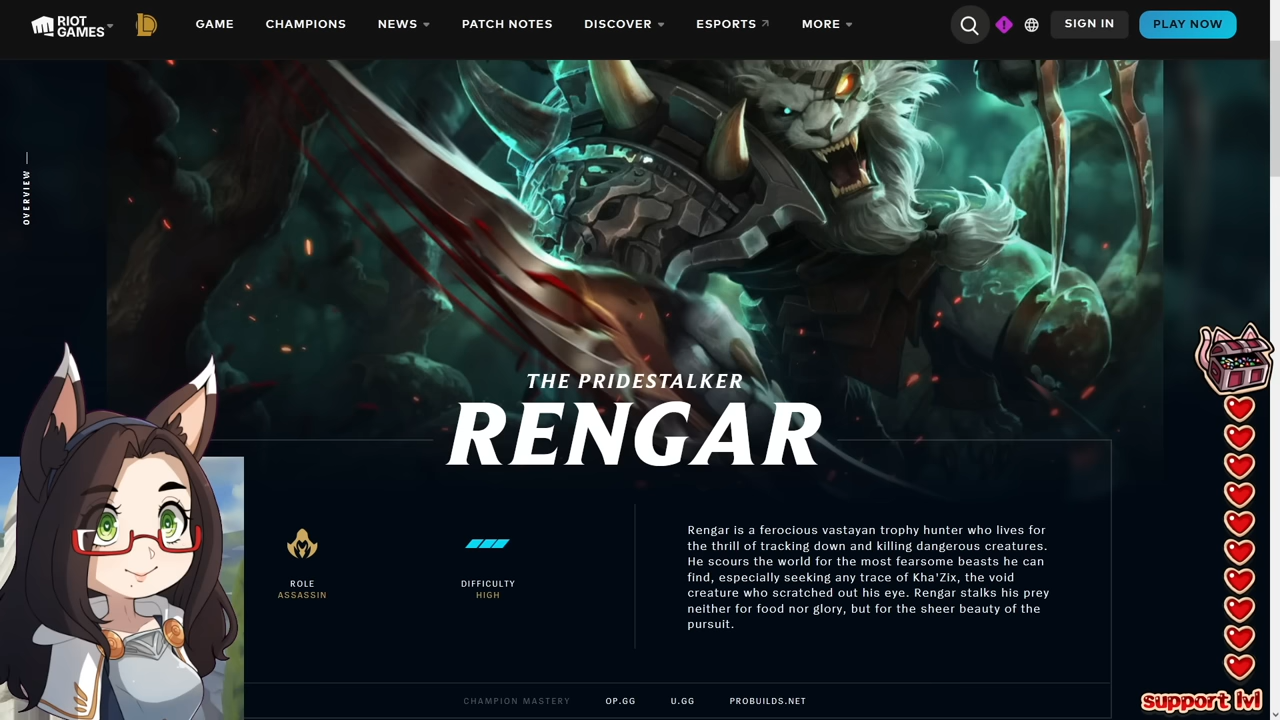 RIOT GAMES
GAME
CHAMPIONS
NEWS
PATCH NOTES
DISCOVER
ESPORTS
MORE
SIGN IN
PLAY NOW
OVERVIEW
THE PRIDESTALKER
RENGAR
ROLE
ASSASSIN
DIFFICULTY
HIGH
Rengar is a ferocious vastayan trophy hunter who lives for
the thrill of tracking down and killing dangerous creatures.
He scours the world for the most fearsome beasts he can
find, especially seeking any trace of Kha'Zix, the void
creature who scratched out his eye. Rengar stalks his prey
neither for food nor glory, but for the sheer beauty of the
pursuit.
CHAMPION MASTERY
OP.GG
U.GG
PROBUILDS.NET
support lvl